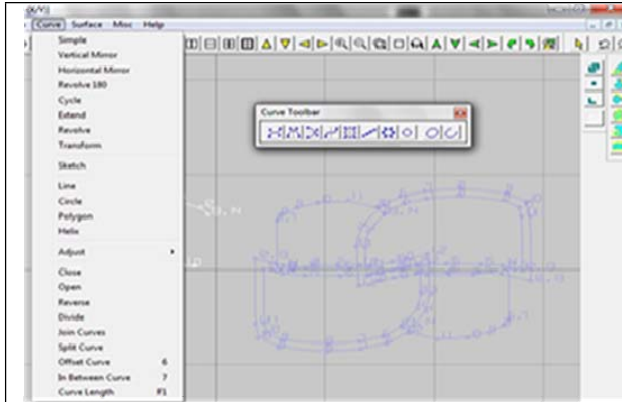 Curve Surface Misc Help
Simple
Vertical Mirror
Horizontal Mirror
Revolve 180
Cycle
Extend
Revolve
Transform
Sketch
Line
Circle
Polygon
Helix
Adjust
Close
Open
Reverse
Divide
Join Curves
Split Curve
Offset Curve 6
In Between Curve 7
Curve Length F1
Curve Toolbar